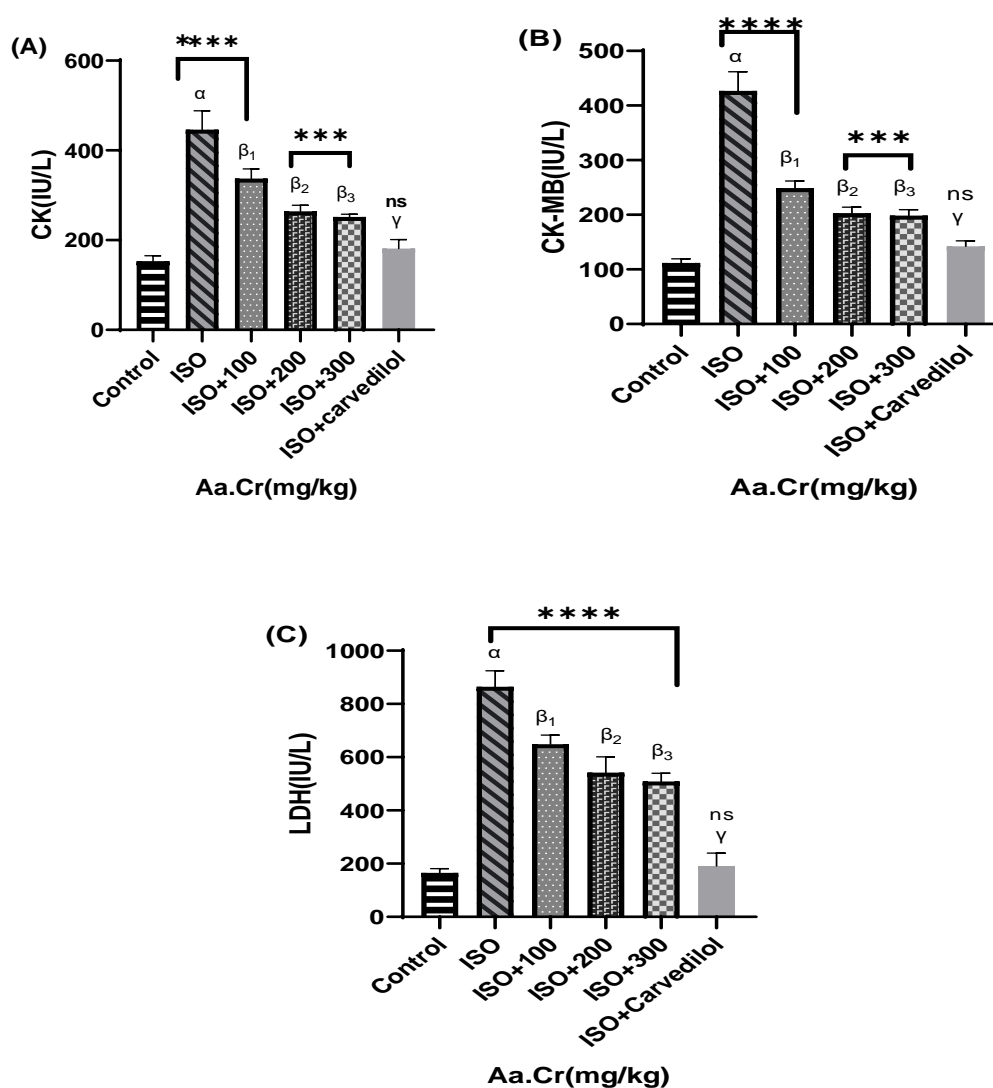 (A)
****
600
400
200
0
CK(IU/L)
α
β1
β2
***
β3
ns
γ
Control
ISO
ISO+100
ISO+200
ISO+300
ISO+carvedilol
Aa.Cr(mg/kg)
(B)
****
500
400
300
200
100
0
CK-MB(IU/L)
α
β1
β2
***
β3
ns
γ
Control
ISO
ISO+100
ISO+200
ISO+300
ISO+Carvedilol
Aa.Cr(mg/kg)
(C)
****
1000
800
600
400
200
0
LDH(IU/L)
α
β1
β2
β3
ns
γ
Control
ISO
ISO+100
ISO+200
ISO+300
ISO+Carvedilol
Aa.Cr(mg/kg)